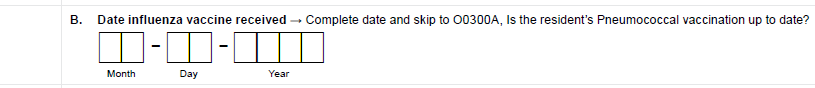 B. Date influenza vaccine received → Complete date and skip to O0300A, Is the resident's Pneumococcal vaccination up to date?
– –
Month Day Year